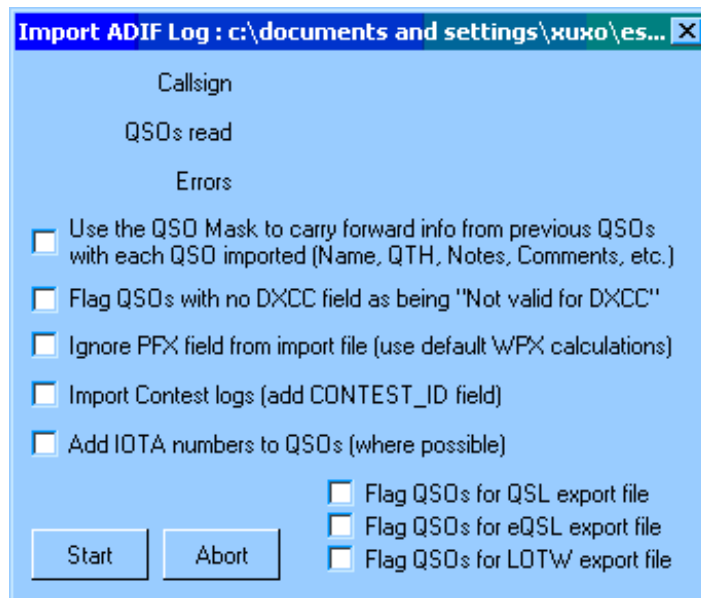 Import ADIF Log : c:\documents and settings\xuxo\es...
Callsign
QSOs read
Errors
Use the QSO Mask to carry forward info from previous QSOs
with each QSO imported (Name, QTH, Notes, Comments, etc.)
Flag QSOs with no DXCC field as being "Not valid for DXCC"
Ignore PFX field from import file (use default WPX calculations)
Import Contest logs (add CONTEST_ID field)
Add IOTA numbers to QSOs (where possible)
Flag QSOs for QSL export file
Flag QSOs for eQSL export file
Flag QSOs for LOTW export file
Start
Abort